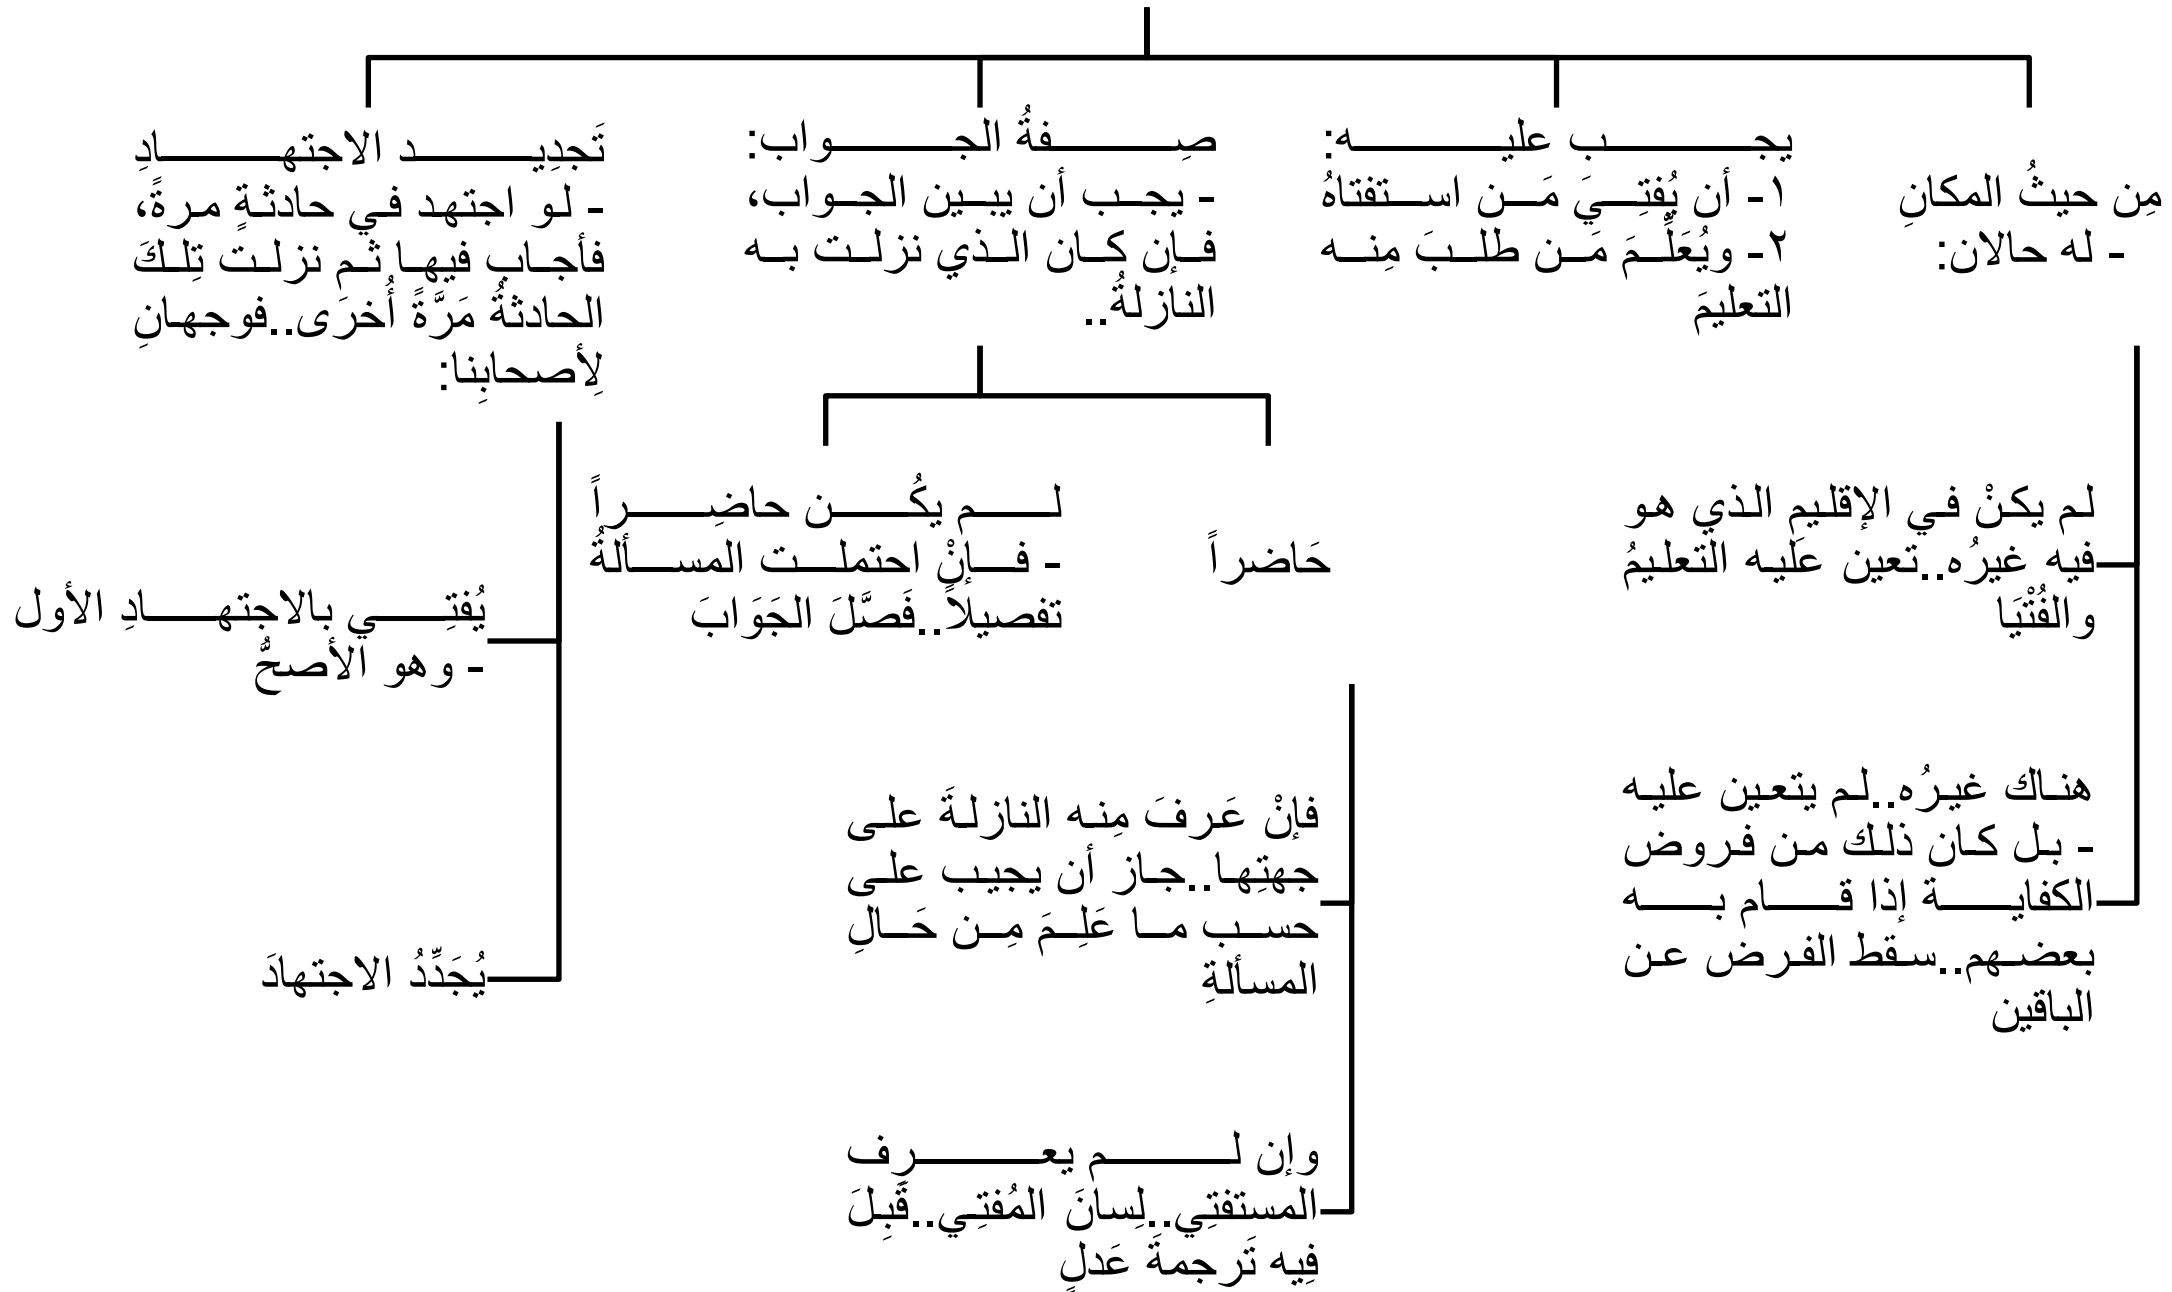 مِن حيثُ المكانِ
- له حالان:
لم يكنْ في الإقليم الذي هو
فيه غيرُه..تعين عَليه التعليمُ
والفُتْيَا
هناك غيرُه..لم يتعين عليه
- بل كان ذلك من فروض
الكفاية إذا قام به
بعضهم..سقط الفرض عن
الباقين
يجب عليه:
١- أن يُفتِيَ مَن استفتاهُ
٢- ويُعَلِّمَ مَن طلبَ مِنه
التعليمَ
صِفةُ الجواب:
- يجب أن يبين الجواب،
فإن كان الذي نزلت به
النازلةُ..
حَاضراً
فإنْ عَرفَ مِنه النازلةَ على
جهتِها..جاز أن يجيب على
حسب ما عَلِمَ مِن حَالِ
المسألةِ
وإن لم يعرِف
المستفتِي..لِسانَ المُفتِي..قَبِلَ
فِيه تَرجمةَ عَدلٍ
لم يكُن حاضِراً
- فإنْ احتملت المسألةُ
تفصيلاً..فَصَّلَ الجَوَابَ
تَجدِيد الاجتهادِ
- لو اجتهد في حادثةٍ مرةً،
فأجاب فيها ثم نزلت تِلكَ
الحادثةُ مَرَّةً أُخرَى..فوجهانِ
لِأصحابِنا:
يُفتِي بالاجتهادِ الأول
- وهو الأصحُّ
يُجَدِّدُ الاجتهادَ